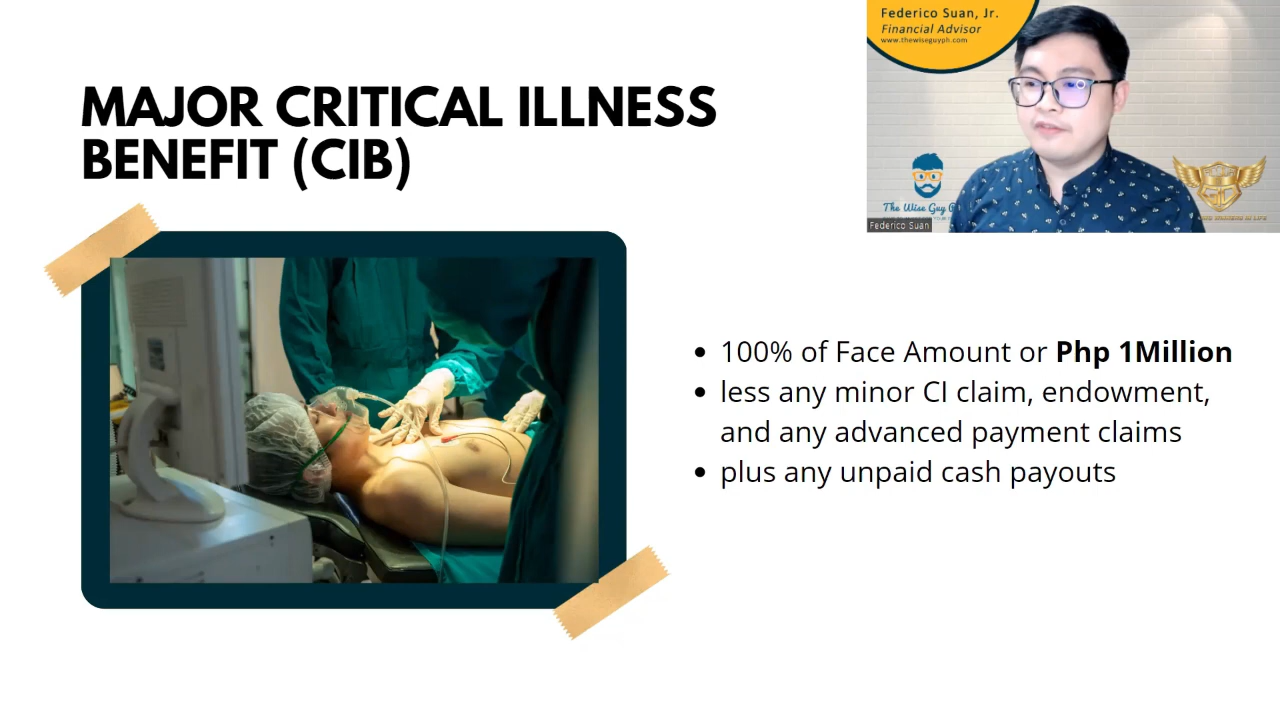 MAJOR CRITICAL ILLNESS
BENEFIT (CIB)
Federico Suan, Jr.
Financial Advisor
www.thewiseguyph.com
The Wise Guy
Federico Suan
100% of Face Amount or Php 1Million
less any minor CI claim, endowment,
and any advanced payment claims
plus any unpaid cash payouts